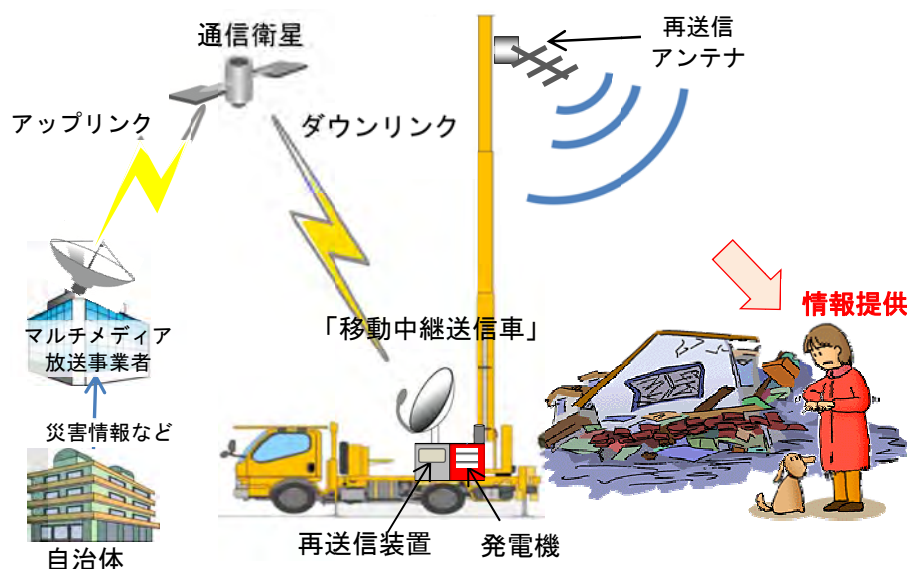 通信衛星
再送信
アンテナ
アップリンク
ダウンリンク
情報提供
「移動中継送信車」
マルチメディア
放送事業者
災害情報など
再送信装置
発電機
自治体